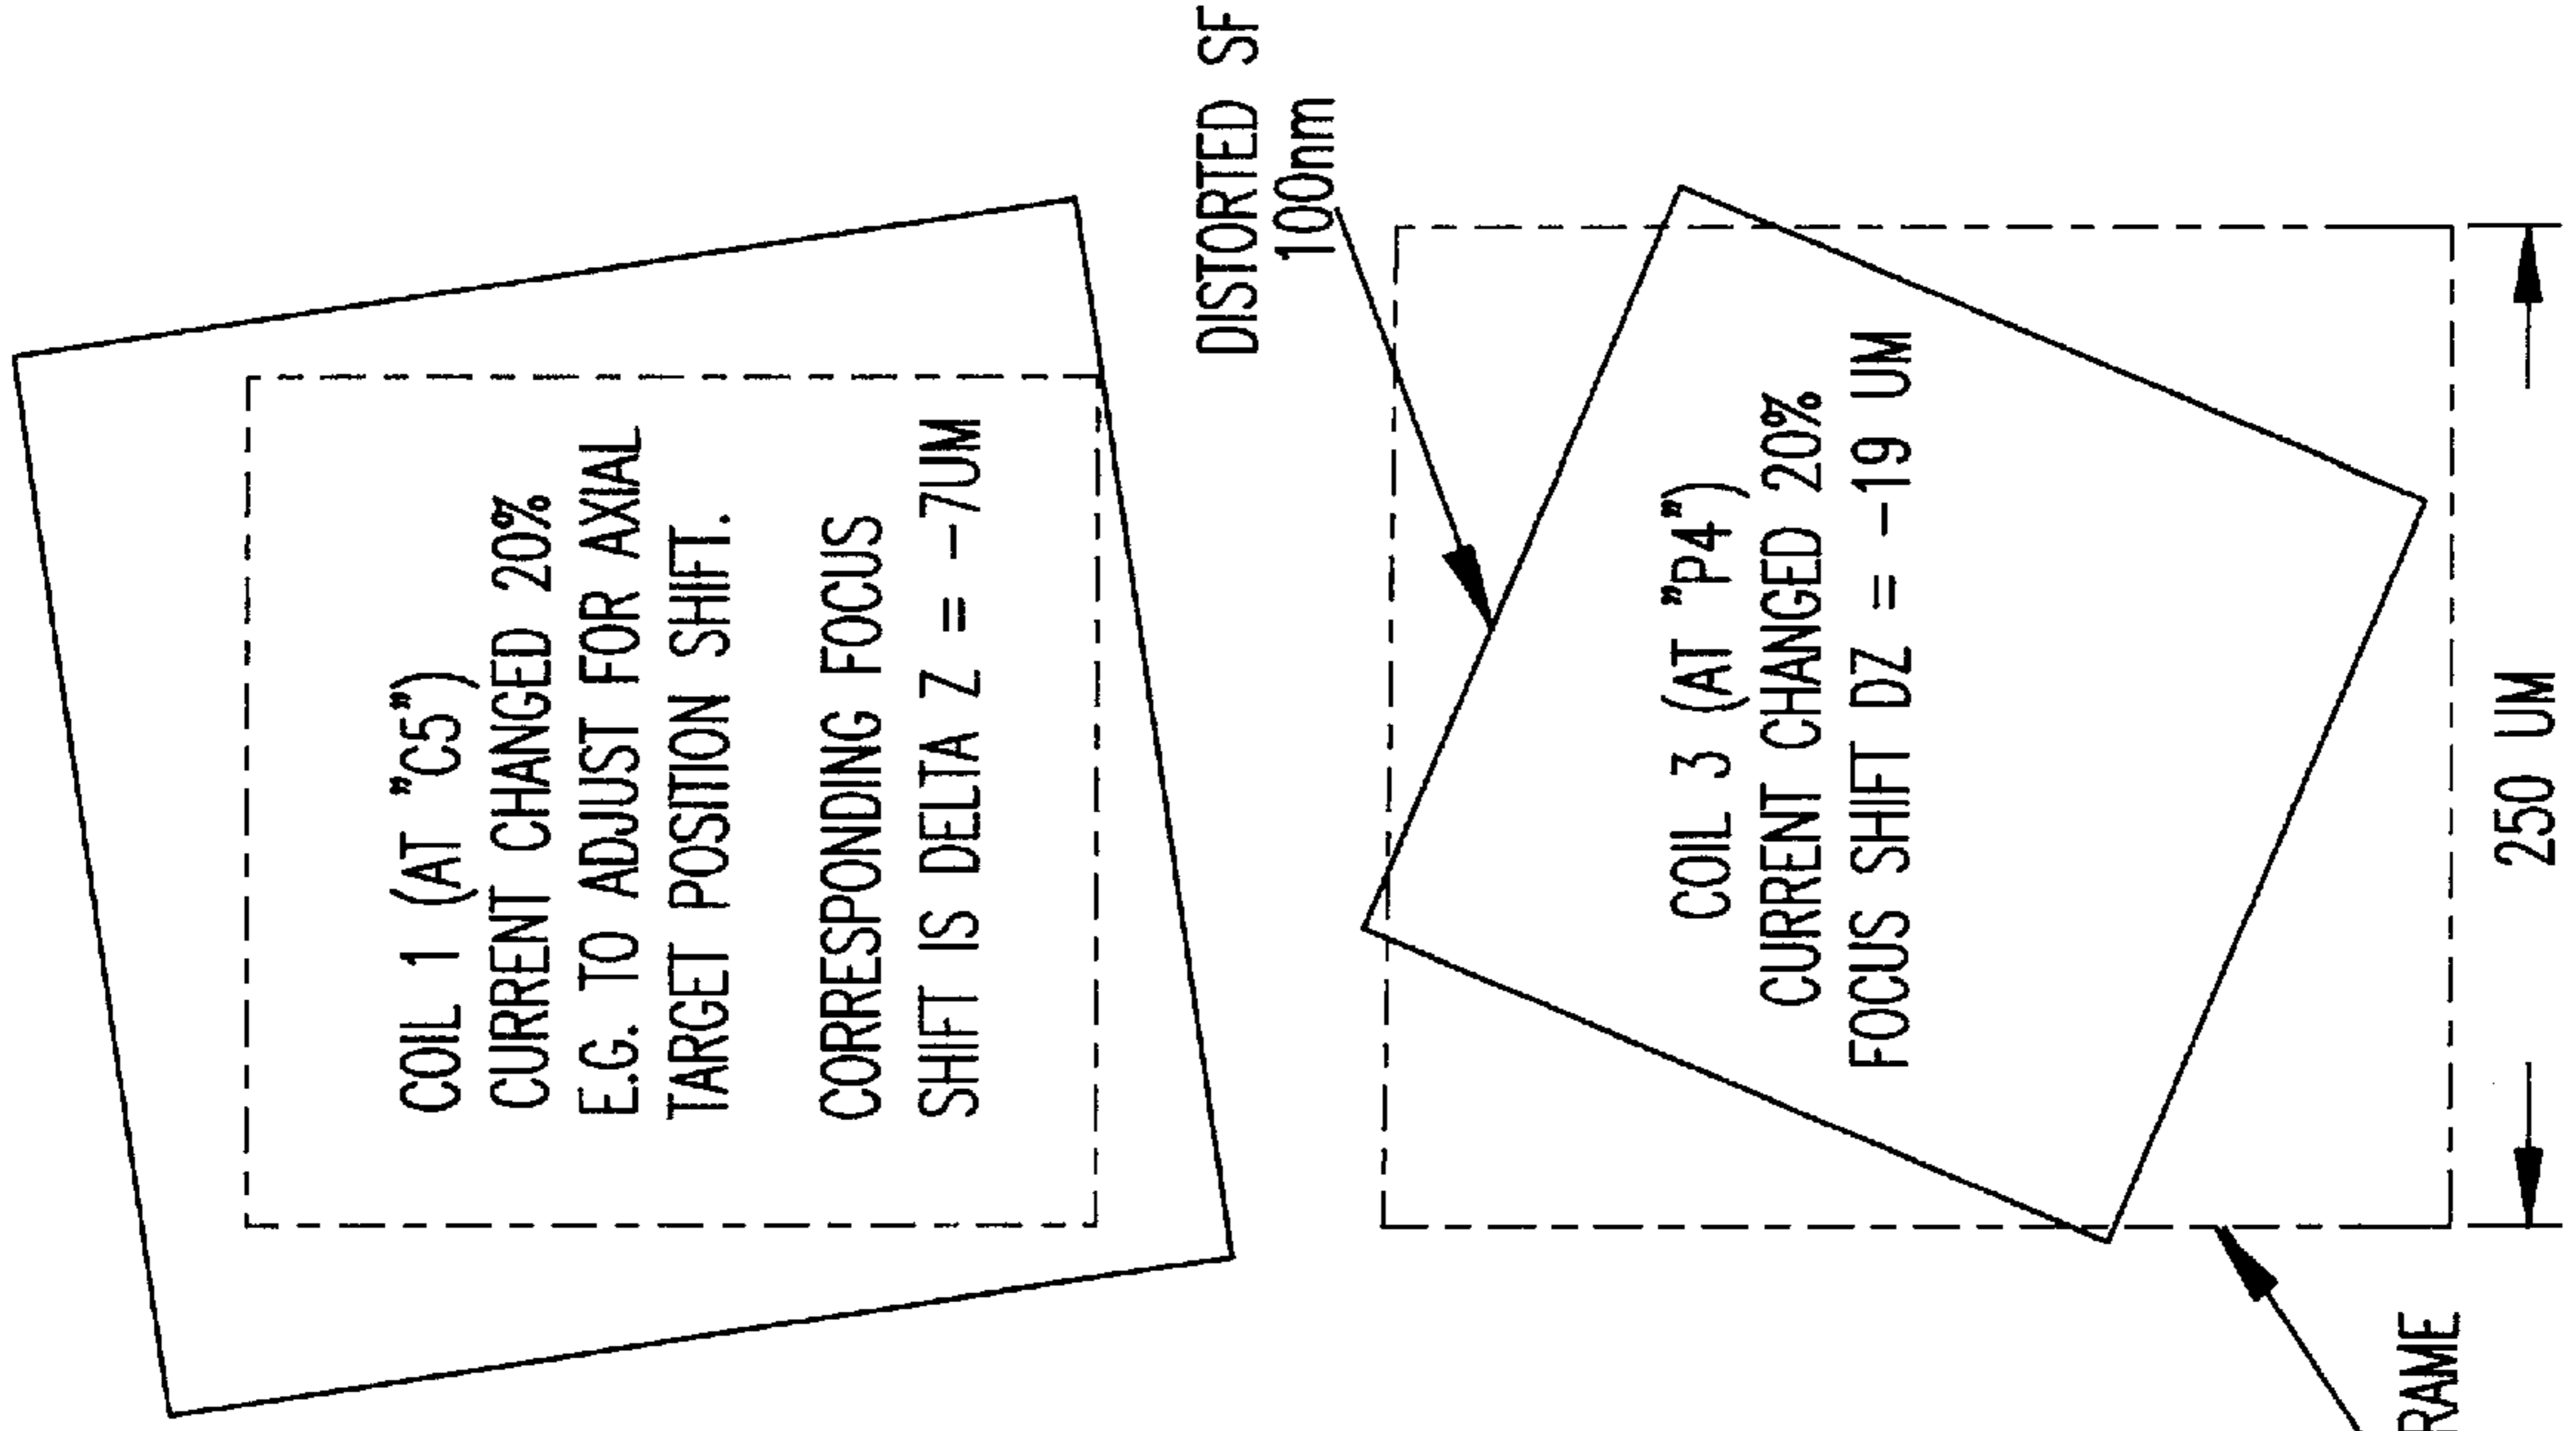 COIL 1 (AT "C5")
CURRENT CHANGED 20%
E.G. TO ADJUST FOR AXIAL
TARGET POSITION SHIFT.
CORRESPONDING FOCUS
SHIFT IS DELTA Z = -7UM
DISTORTED SF
100nm
COIL 3 (AT "P4")
CURRENT CHANGED 20%
FOCUS SHIFT DZ = -19 UM
RAME
250 UM